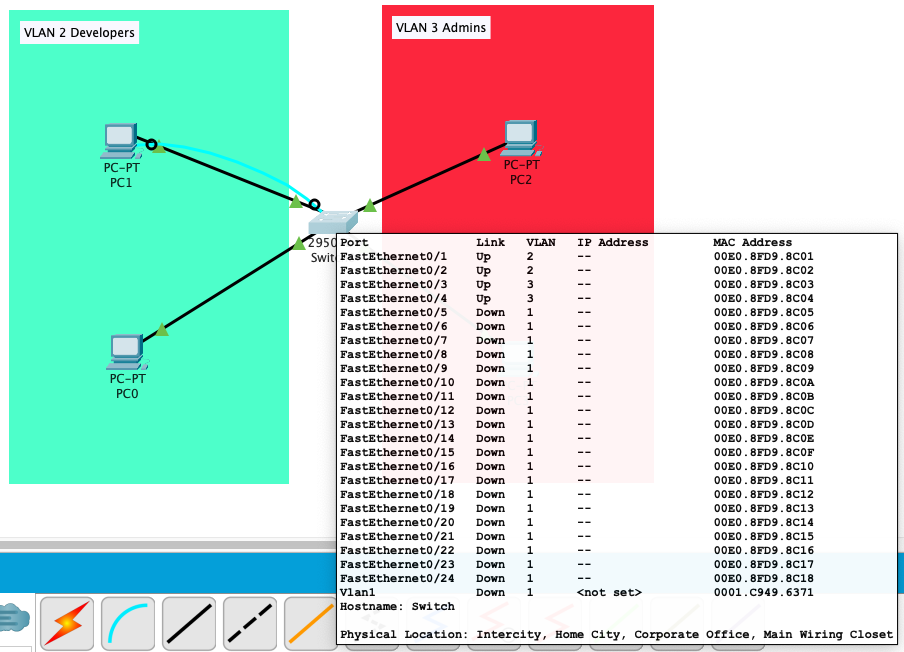 VLAN 2 Developers
VLAN 3 Admins
PC-PT
PC1
PC-PT
PC2
2950
PC-PT
PC0
Port Link VLAN IP Address MAC Address
FastEthernet0/1 Up 2 -- 00E0.8FD9.8C01
FastEthernet0/2 Up 2 -- 00E0.8FD9.8C02
FastEthernet0/3 Up 3 -- 00E0.8FD9.8C03
FastEthernet0/4 Up 3 -- 00E0.8FD9.8C04
FastEthernet0/5 Down 1 -- 00E0.8FD9.8C05
FastEthernet0/6 Down 1 -- 00E0.8FD9.8C06
FastEthernet0/7 Down 1 -- 00E0.8FD9.8C07
FastEthernet0/8 Down 1 -- 00E0.8FD9.8C08
FastEthernet0/9 Down 1 -- 00E0.8FD9.8C09
FastEthernet0/10 Down 1 -- 00E0.8FD9.8C0A
FastEthernet0/11 Down 1 -- 00E0.8FD9.8C0B
FastEthernet0/12 Down 1 -- 00E0.8FD9.8C0C
FastEthernet0/13 Down 1 -- 00E0.8FD9.8C0D
FastEthernet0/14 Down 1 -- 00E0.8FD9.8C0E
FastEthernet0/15 Down 1 -- 00E0.8FD9.8C0F
FastEthernet0/16 Down 1 -- 00E0.8FD9.8C10
FastEthernet0/17 Down 1 -- 00E0.8FD9.8C11
FastEthernet0/18 Down 1 -- 00E0.8FD9.8C12
FastEthernet0/19 Down 1 -- 00E0.8FD9.8C13
FastEthernet0/20 Down 1 -- 00E0.8FD9.8C14
FastEthernet0/21 Down 1 -- 00E0.8FD9.8C15
FastEthernet0/22 Down 1 -- 00E0.8FD9.8C16
FastEthernet0/23 Down 1 -- 00E0.8FD9.8C17
FastEthernet0/24 Down 1 -- 00E0.8FD9.8C18
Vlan1 Down 1 <not set> 0001.C949.6371
Hostname: Switch
Physical Location: Intercity, Home City, Corporate Office, Main Wiring Closet